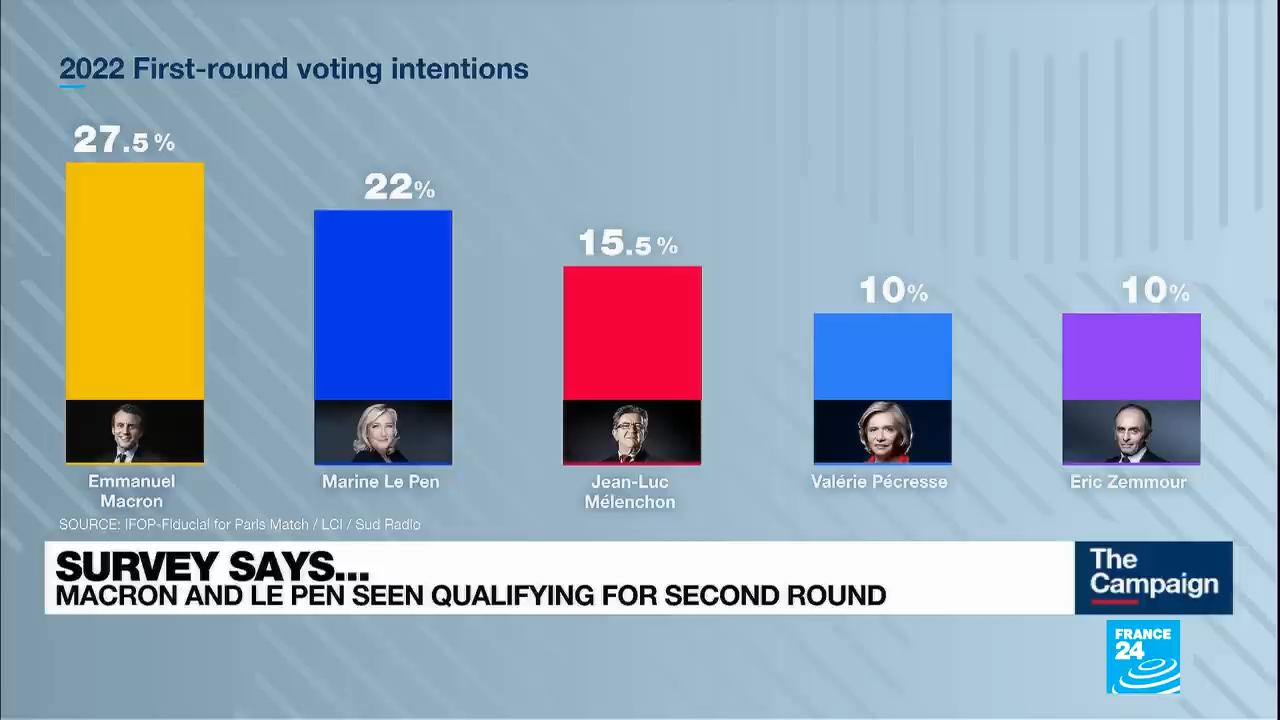 2022 First-round voting intentions
27.5%
22%
15.5%
10%
10%
Emmanuel
Macron
Marine Le Pen
Jean-Luc
Mélenchon
Valérie Pécresse
Eric Zemmour
SOURCE: IFOP-Fiducial for Paris Match / LCI / Sud Radio
SURVEY SAYS...
MACRON AND LE PEN SEEN QUALIFYING FOR SECOND ROUND
The
Campaign
FRANCE
24